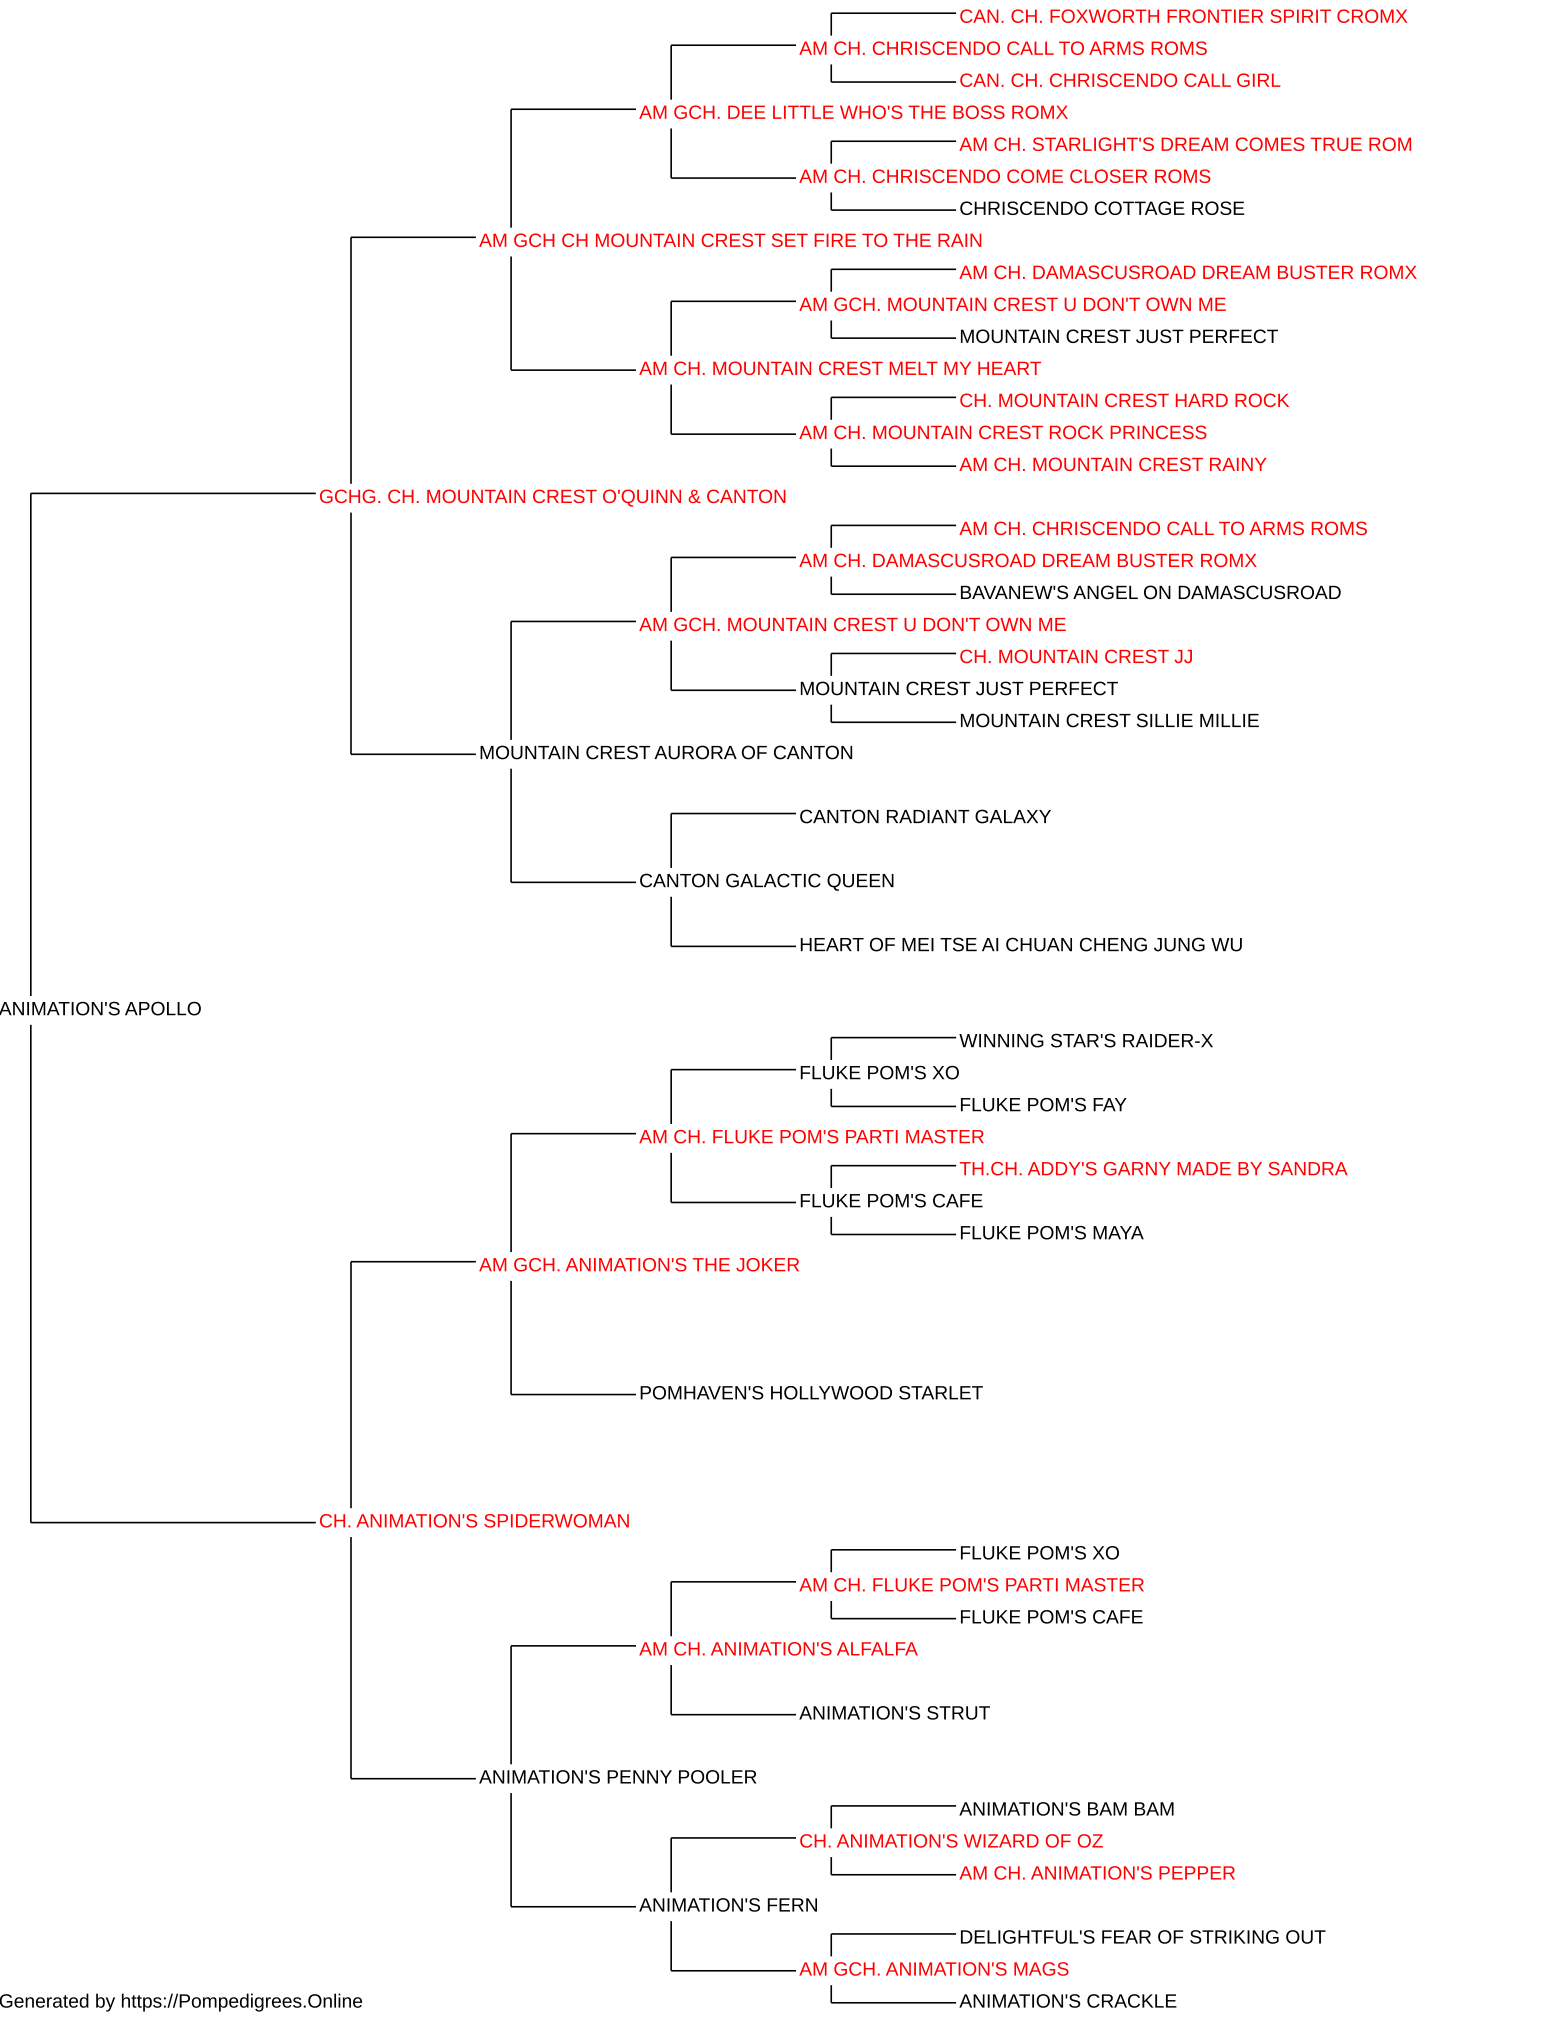 CAN. CH. FOXWORTH FRONTIER SPIRIT CROMX
AM CH. CHRISCENDO CALL TO ARMS ROMS
CAN. CH. CHRISCENDO CALL GIRL
AM GCH. DEE LITTLE WHO'S THE BOSS ROMX
AM CH. STARLIGHT'S DREAM COMES TRUE ROM
AM CH. CHRISCENDO COME CLOSER ROMS
CHRISCENDO COTTAGE ROSE
AM GCH CH MOUNTAIN CREST SET FIRE TO THE RAIN
AM CH. DAMASCUSROAD DREAM BUSTER ROMX
AM GCH. MOUNTAIN CREST U DON'T OWN ME
MOUNTAIN CREST JUST PERFECT
AM CH. MOUNTAIN CREST MELT MY HEART
CH. MOUNTAIN CREST HARD ROCK
AM CH. MOUNTAIN CREST ROCK PRINCESS
AM CH. MOUNTAIN CREST RAINY
GCHG. CH. MOUNTAIN CREST O'QUINN & CANTON
AM CH. CHRISCENDO CALL TO ARMS ROMS
AM CH. DAMASCUSROAD DREAM BUSTER ROMX
BAVANEW'S ANGEL ON DAMASCUSROAD
AM GCH. MOUNTAIN CREST U DON'T OWN ME
CH. MOUNTAIN CREST JJ
MOUNTAIN CREST JUST PERFECT
MOUNTAIN CREST SILLIE MILLIE
MOUNTAIN CREST AURORA OF CANTON
CANTON RADIANT GALAXY
CANTON GALACTIC QUEEN
HEART OF MEI TSE AI CHUAN CHENG JUNG WU
ANIMATION'S APOLLO
WINNING STAR'S RAIDER-X
FLUKE POM'S XO
FLUKE POM'S FAY
AM CH. FLUKE POM'S PARTI MASTER
TH.CH. ADDY'S GARNY MADE BY SANDRA
FLUKE POM'S CAFE
FLUKE POM'S MAYA
AM GCH. ANIMATION'S THE JOKER
POMHAVEN'S HOLLYWOOD STARLET
CH. ANIMATION'S SPIDERWOMAN
FLUKE POM'S XO
AM CH. FLUKE POM'S PARTI MASTER
FLUKE POM'S CAFE
AM CH. ANIMATION'S ALFALFA
ANIMATION'S STRUT
ANIMATION'S PENNY POOLER
ANIMATION'S BAM BAM
CH. ANIMATION'S WIZARD OF OZ
AM CH. ANIMATION'S PEPPER
ANIMATION'S FERN
DELIGHTFUL'S FEAR OF STRIKING OUT
AM GCH. ANIMATION'S MAGS
ANIMATION'S CRACKLE
Generated by https://Pompedigrees.Online